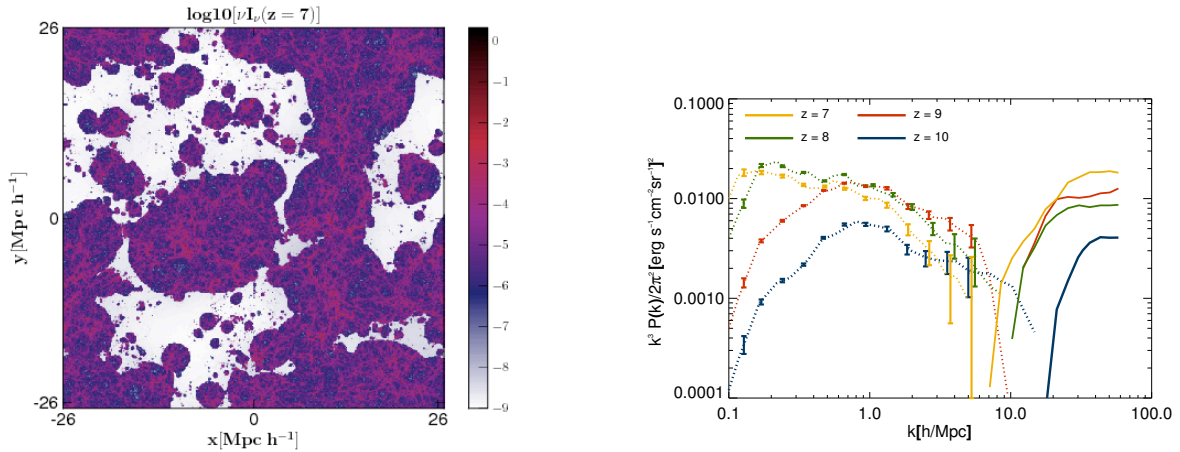 log10[νIν(z = 7)]
26
0
-26
y[Mpc h⁻¹]
-26 0 26
x[Mpc h⁻¹]
0
−1
−2
−3
−4
−5
−6
−7
−8
−9
k³ P(k)/2π² [erg s⁻¹cm⁻²sr⁻¹]²
0.1000
0.0100
0.0010
0.0001
z = 7 z = 9
z = 8 z = 10
0.1 1.0 10.0 100.0
k[h/Mpc]